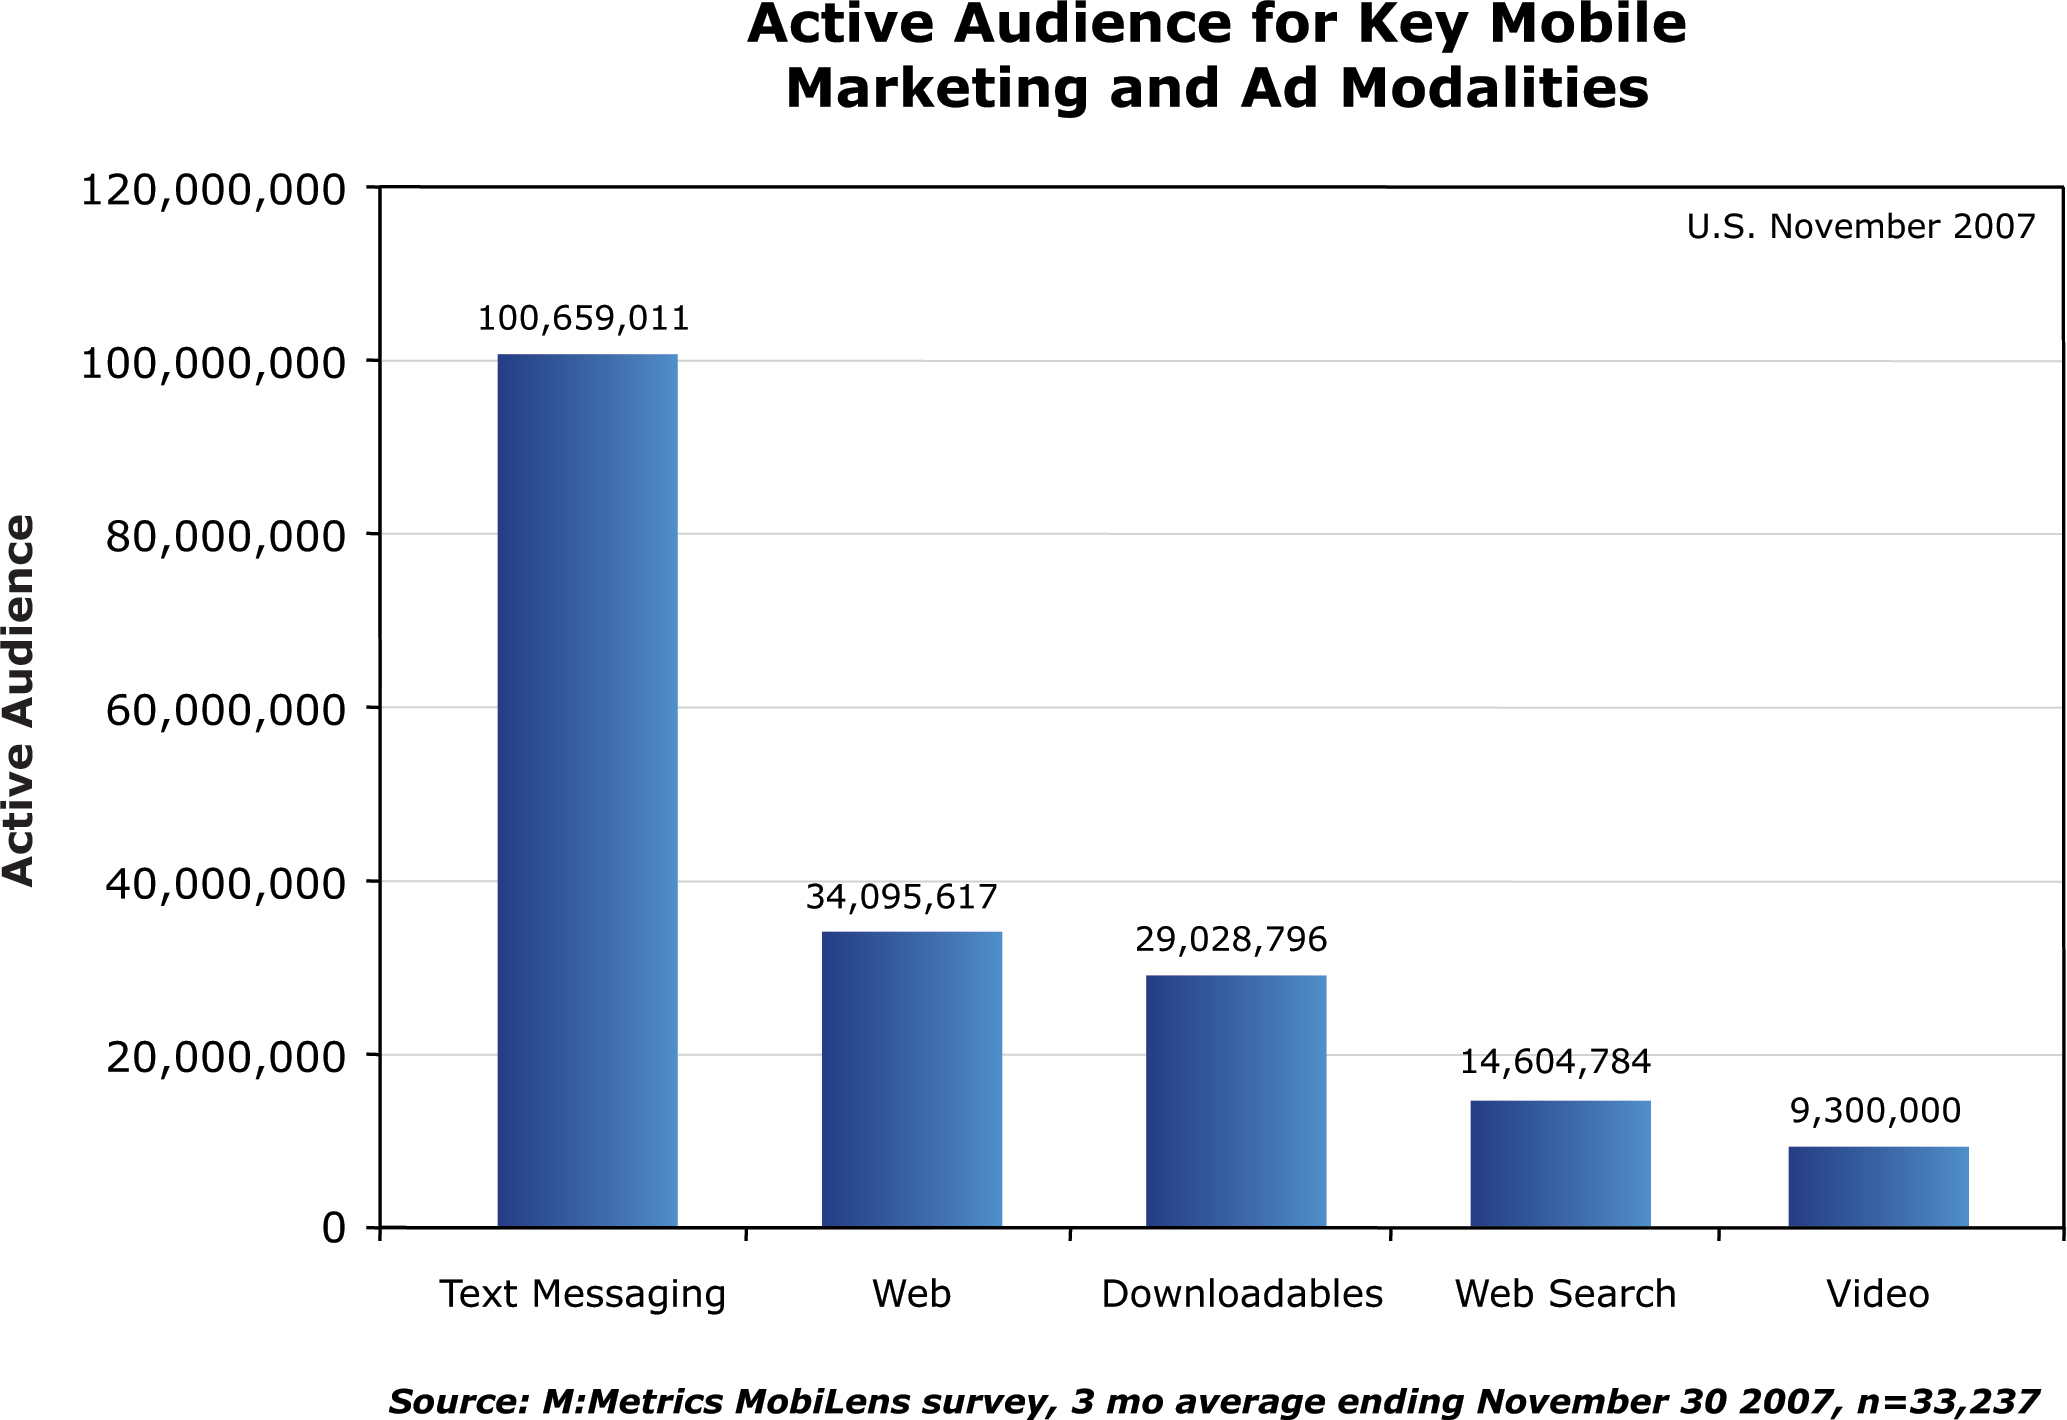 Active Audience for Key Mobile
Marketing and Ad Modalities
U.S. November 2007
Active Audience
120,000,000
100,000,000
80,000,000
60,000,000
40,000,000
20,000,000
0
100,659,011
34,095,617
29,028,796
14,604,784
9,300,000
Text Messaging
Web
Downloadables
Web Search
Video
Source: M:Metrics MobiLens survey, 3 mo average ending November 30 2007, n=33,237